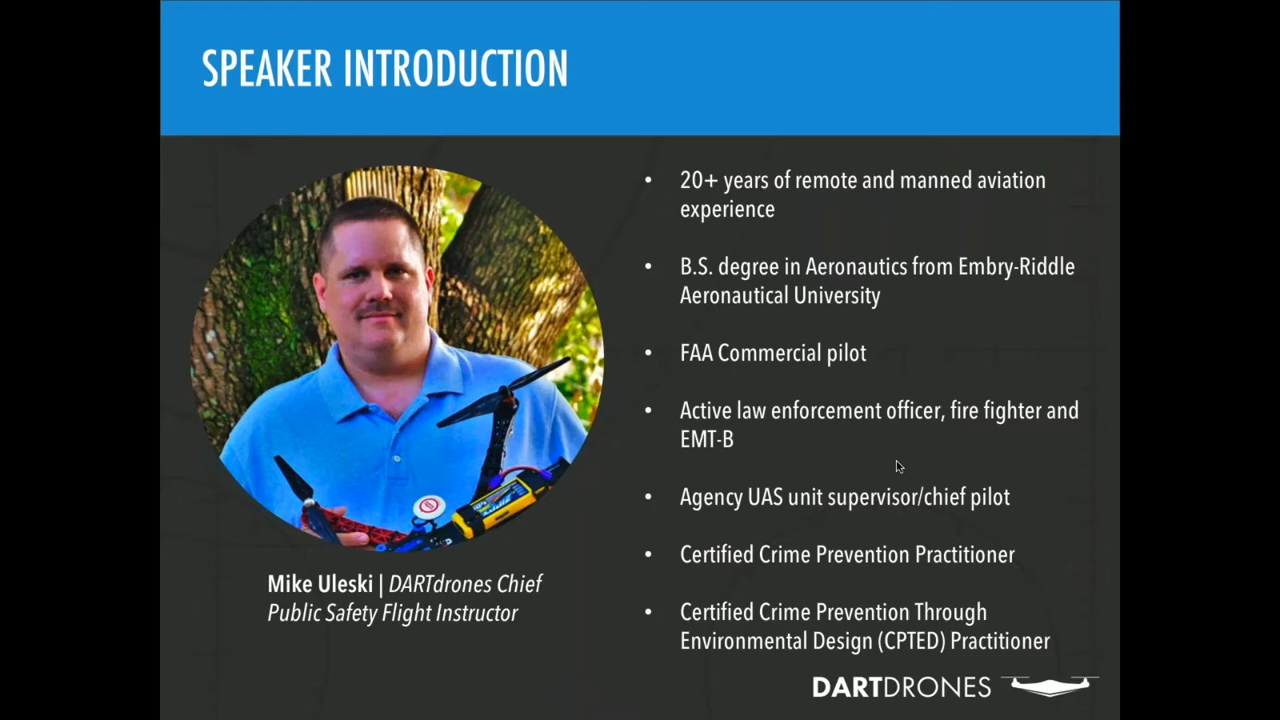 SPEAKER INTRODUCTION
• 20+ years of remote and manned aviation
experience
• B.S. degree in Aeronautics from Embry-Riddle
Aeronautical University
• FAA Commercial pilot
• Active law enforcement officer, fire fighter and
EMT-B
• Agency UAS unit supervisor/chief pilot
• Certified Crime Prevention Practitioner
• Certified Crime Prevention Through
Environmental Design (CPTED) Practitioner
Mike Uleski | DARTdrones Chief
Public Safety Flight Instructor
DARTDRONES